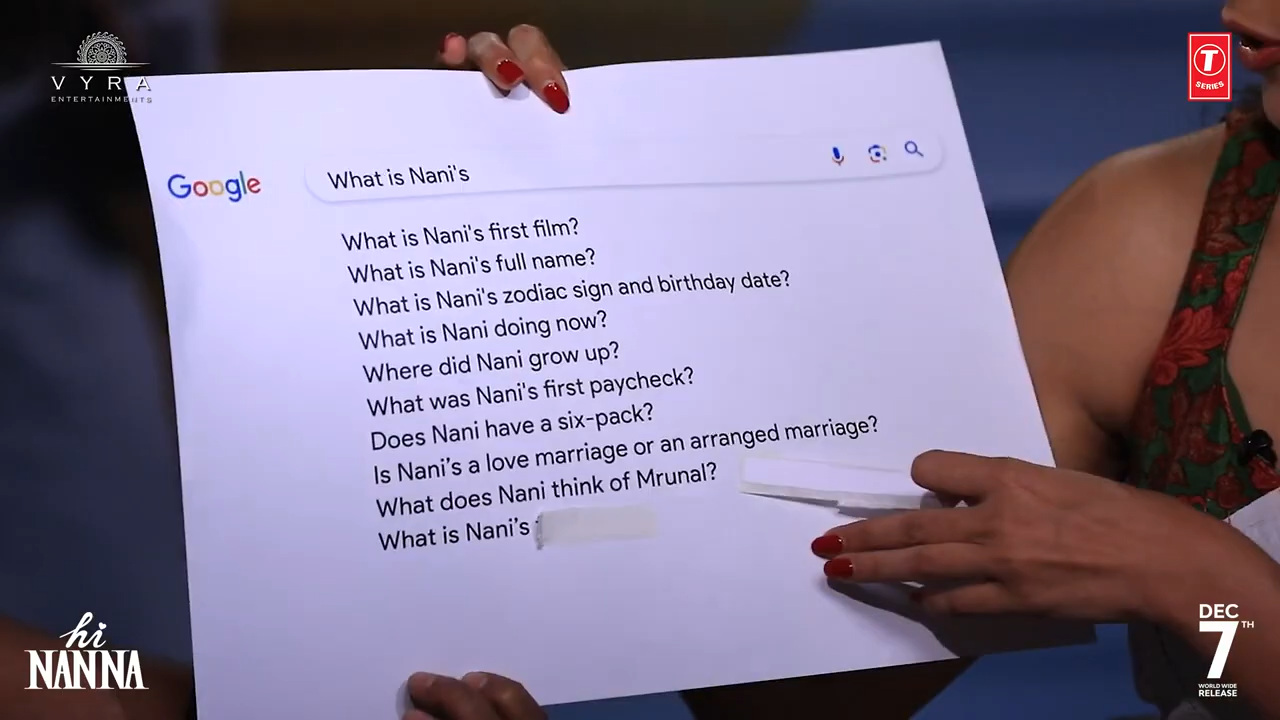 VYRA
ENTERTAINMENTS
T
SERIES
Google
What is Nani's
What is Nani's first film?
What is Nani's full name?
What is Nani's zodiac sign and birthday date?
What is Nani doing now?
Where did Nani grow up?
What was Nani's first paycheck?
Does Nani have a six-pack?
Is Nani's a love marriage or an arranged marriage?
What does Nani think of Mrunal?
What is Nani's
hi
NANNA
DEC
7TH
WORLD WIDE
RELEASE